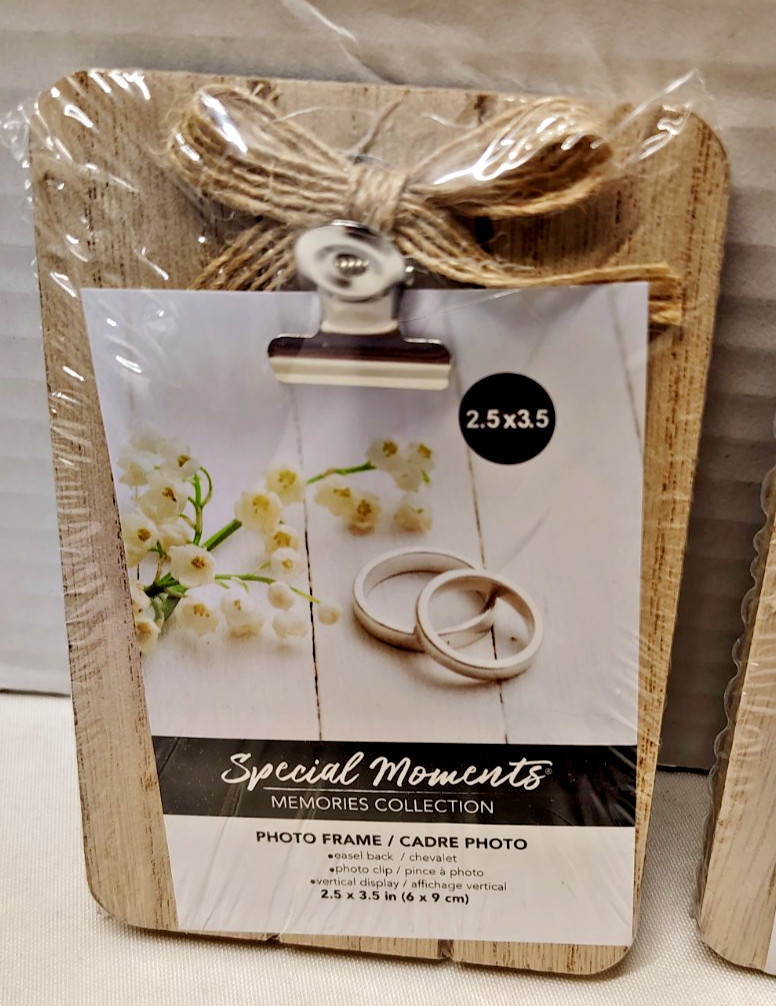 2.5x3.5
Special Moments®
MEMORIES COLLECTION
PHOTO FRAME / CADRE PHOTO
•easel back / chevalet
•photo clip / pince à photo
•vertical display / affichage vertical
2.5 x 3.5 in (6 x 9 cm)